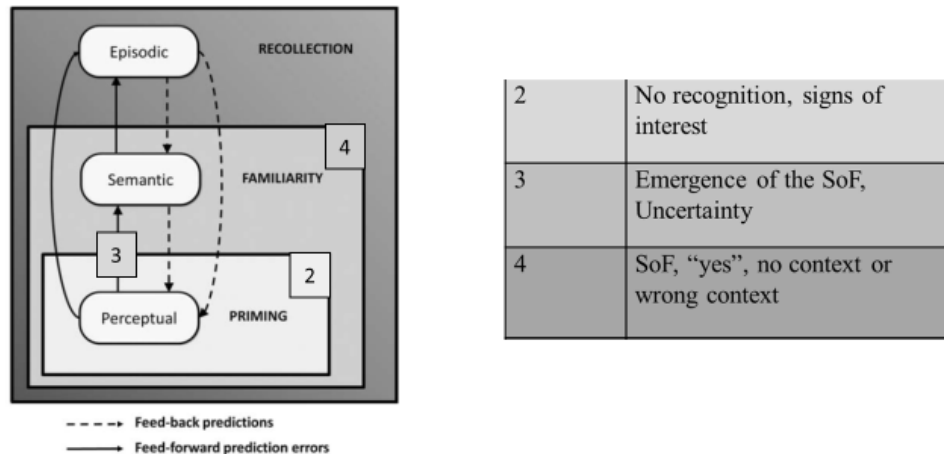 Episodic
RECOLLECTION
4
Semantic
FAMILIARITY
3
2
Perceptual
PRIMING
Feed-back predictions
Feed-forward prediction errors
2 No recognition, signs of
interest
3 Emergence of the SoF,
Uncertainty
4 SoF, “yes”, no context or
wrong context